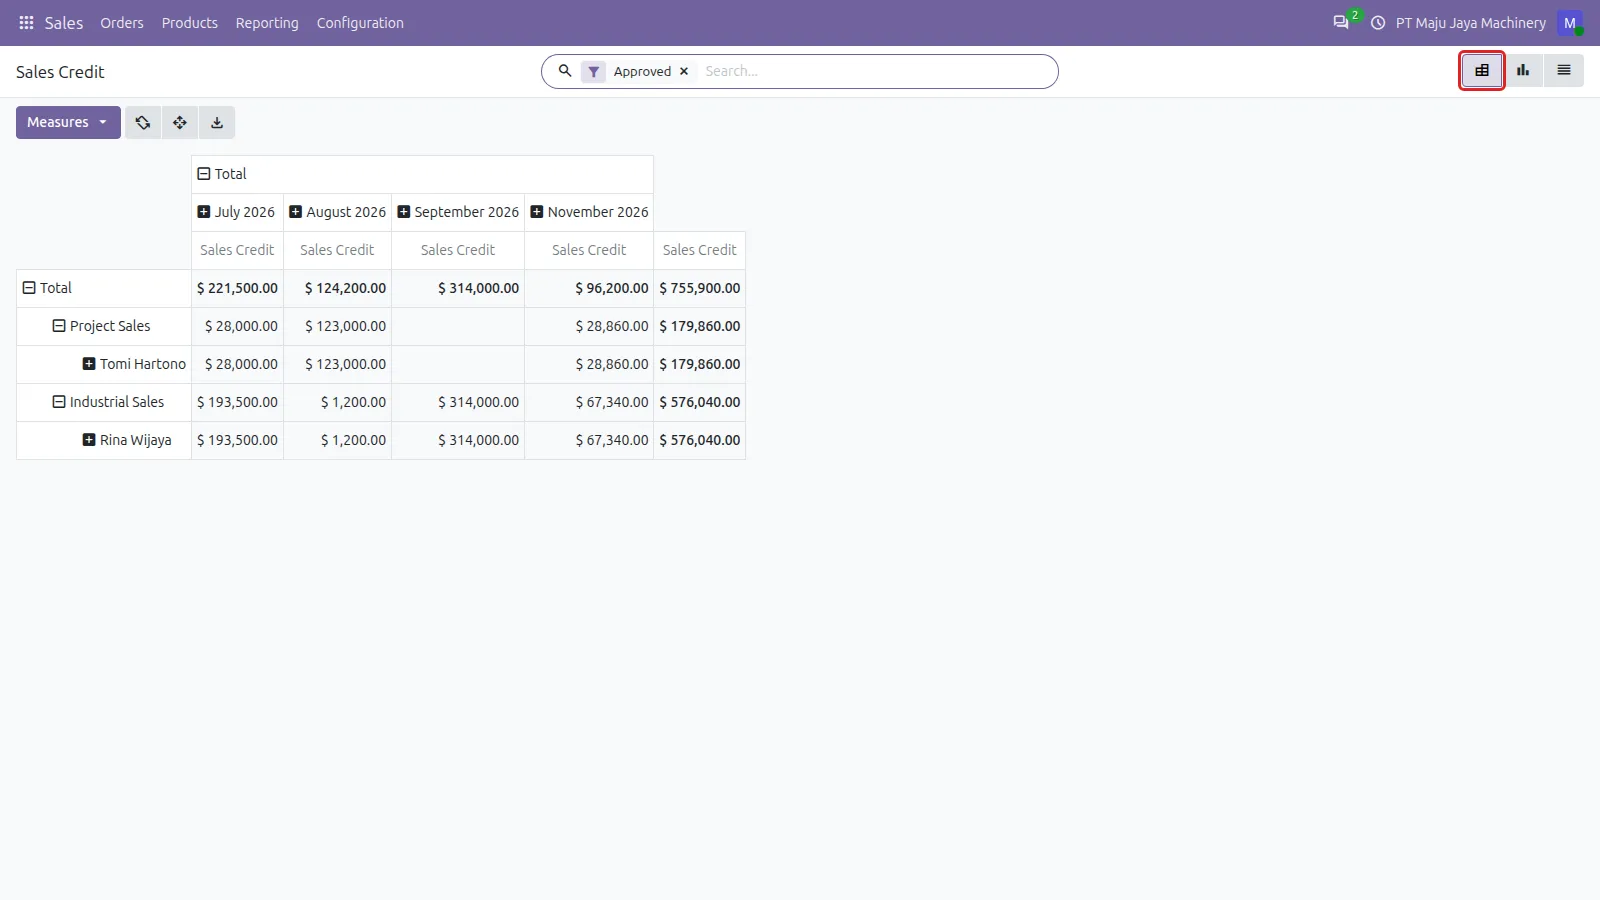 Sales Orders Products Reporting Configuration 2 PT Maju Jaya Machinery M
Sales Credit Approved Search...
Measures
Total
July 2026 August 2026 September 2026 November 2026
Sales Credit Sales Credit Sales Credit Sales Credit Sales Credit
Total $ 221,500.00 $ 124,200.00 $ 314,000.00 $ 96,200.00 $ 755,900.00
Project Sales $ 28,000.00 $ 123,000.00 $ 28,860.00 $ 179,860.00
Tomi Hartono $ 28,000.00 $ 123,000.00 $ 28,860.00 $ 179,860.00
Industrial Sales $ 193,500.00 $ 1,200.00 $ 314,000.00 $ 67,340.00 $ 576,040.00
Rina Wijaya $ 193,500.00 $ 1,200.00 $ 314,000.00 $ 67,340.00 $ 576,040.00